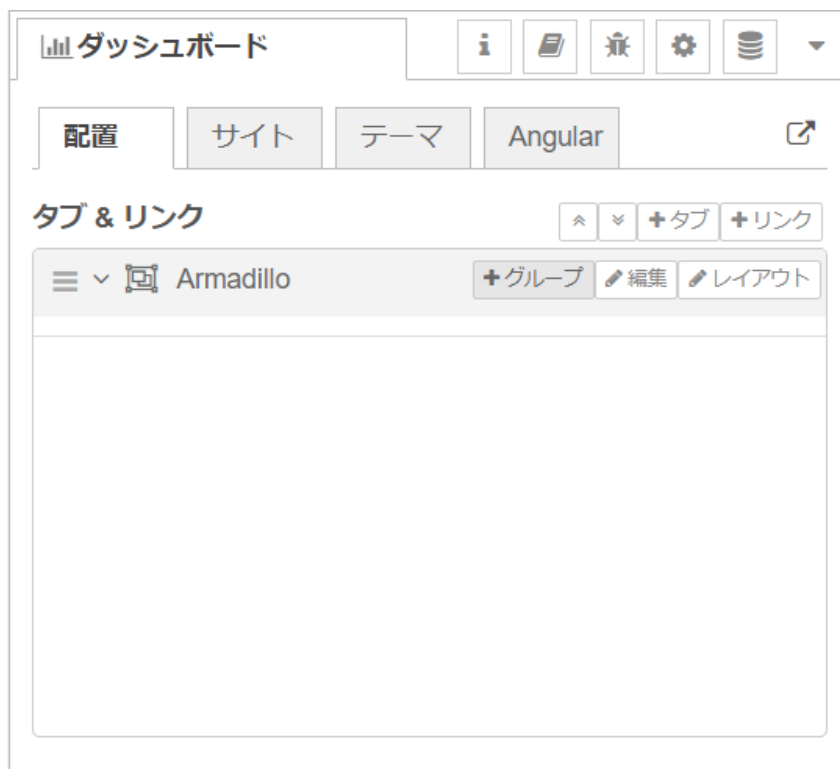 ダッシュボード
配置 サイト テーマ Angular
タブ & リンク +タブ +リンク
Armadillo +グループ 編集 レイアウト